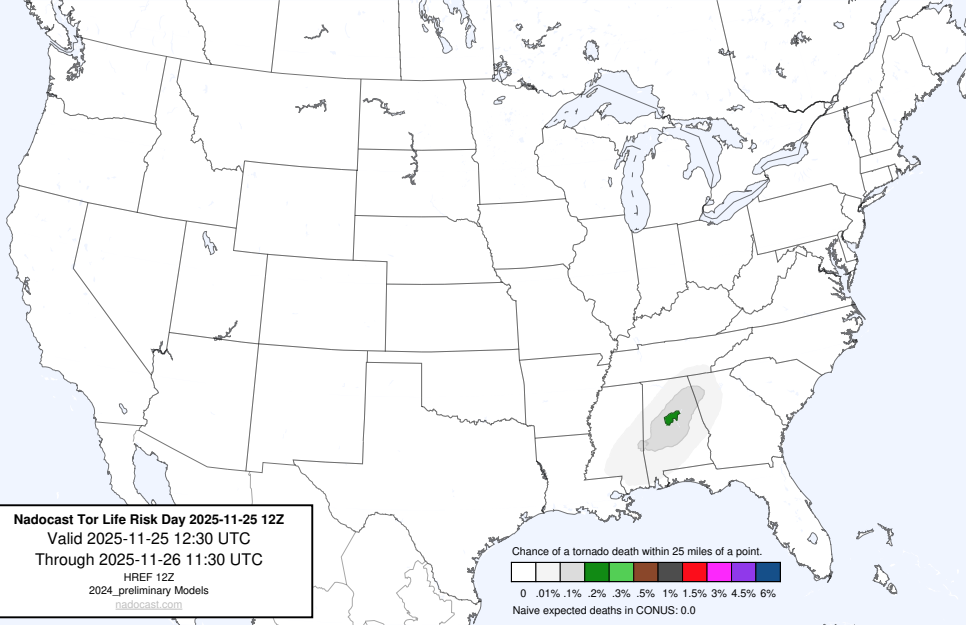 Nadocast Tor Life Risk Day 2025-11-25 12Z
Valid 2025-11-25 12:30 UTC
Through 2025-11-26 11:30 UTC
HREF 12Z
2024_preliminary Models
nadocast.com
Chance of a tornado death within 25 miles of a point.
0 .01% .1% .2% .3% .5% 1% 1.5% 3% 4.5% 6%
Naive expected deaths in CONUS: 0.0